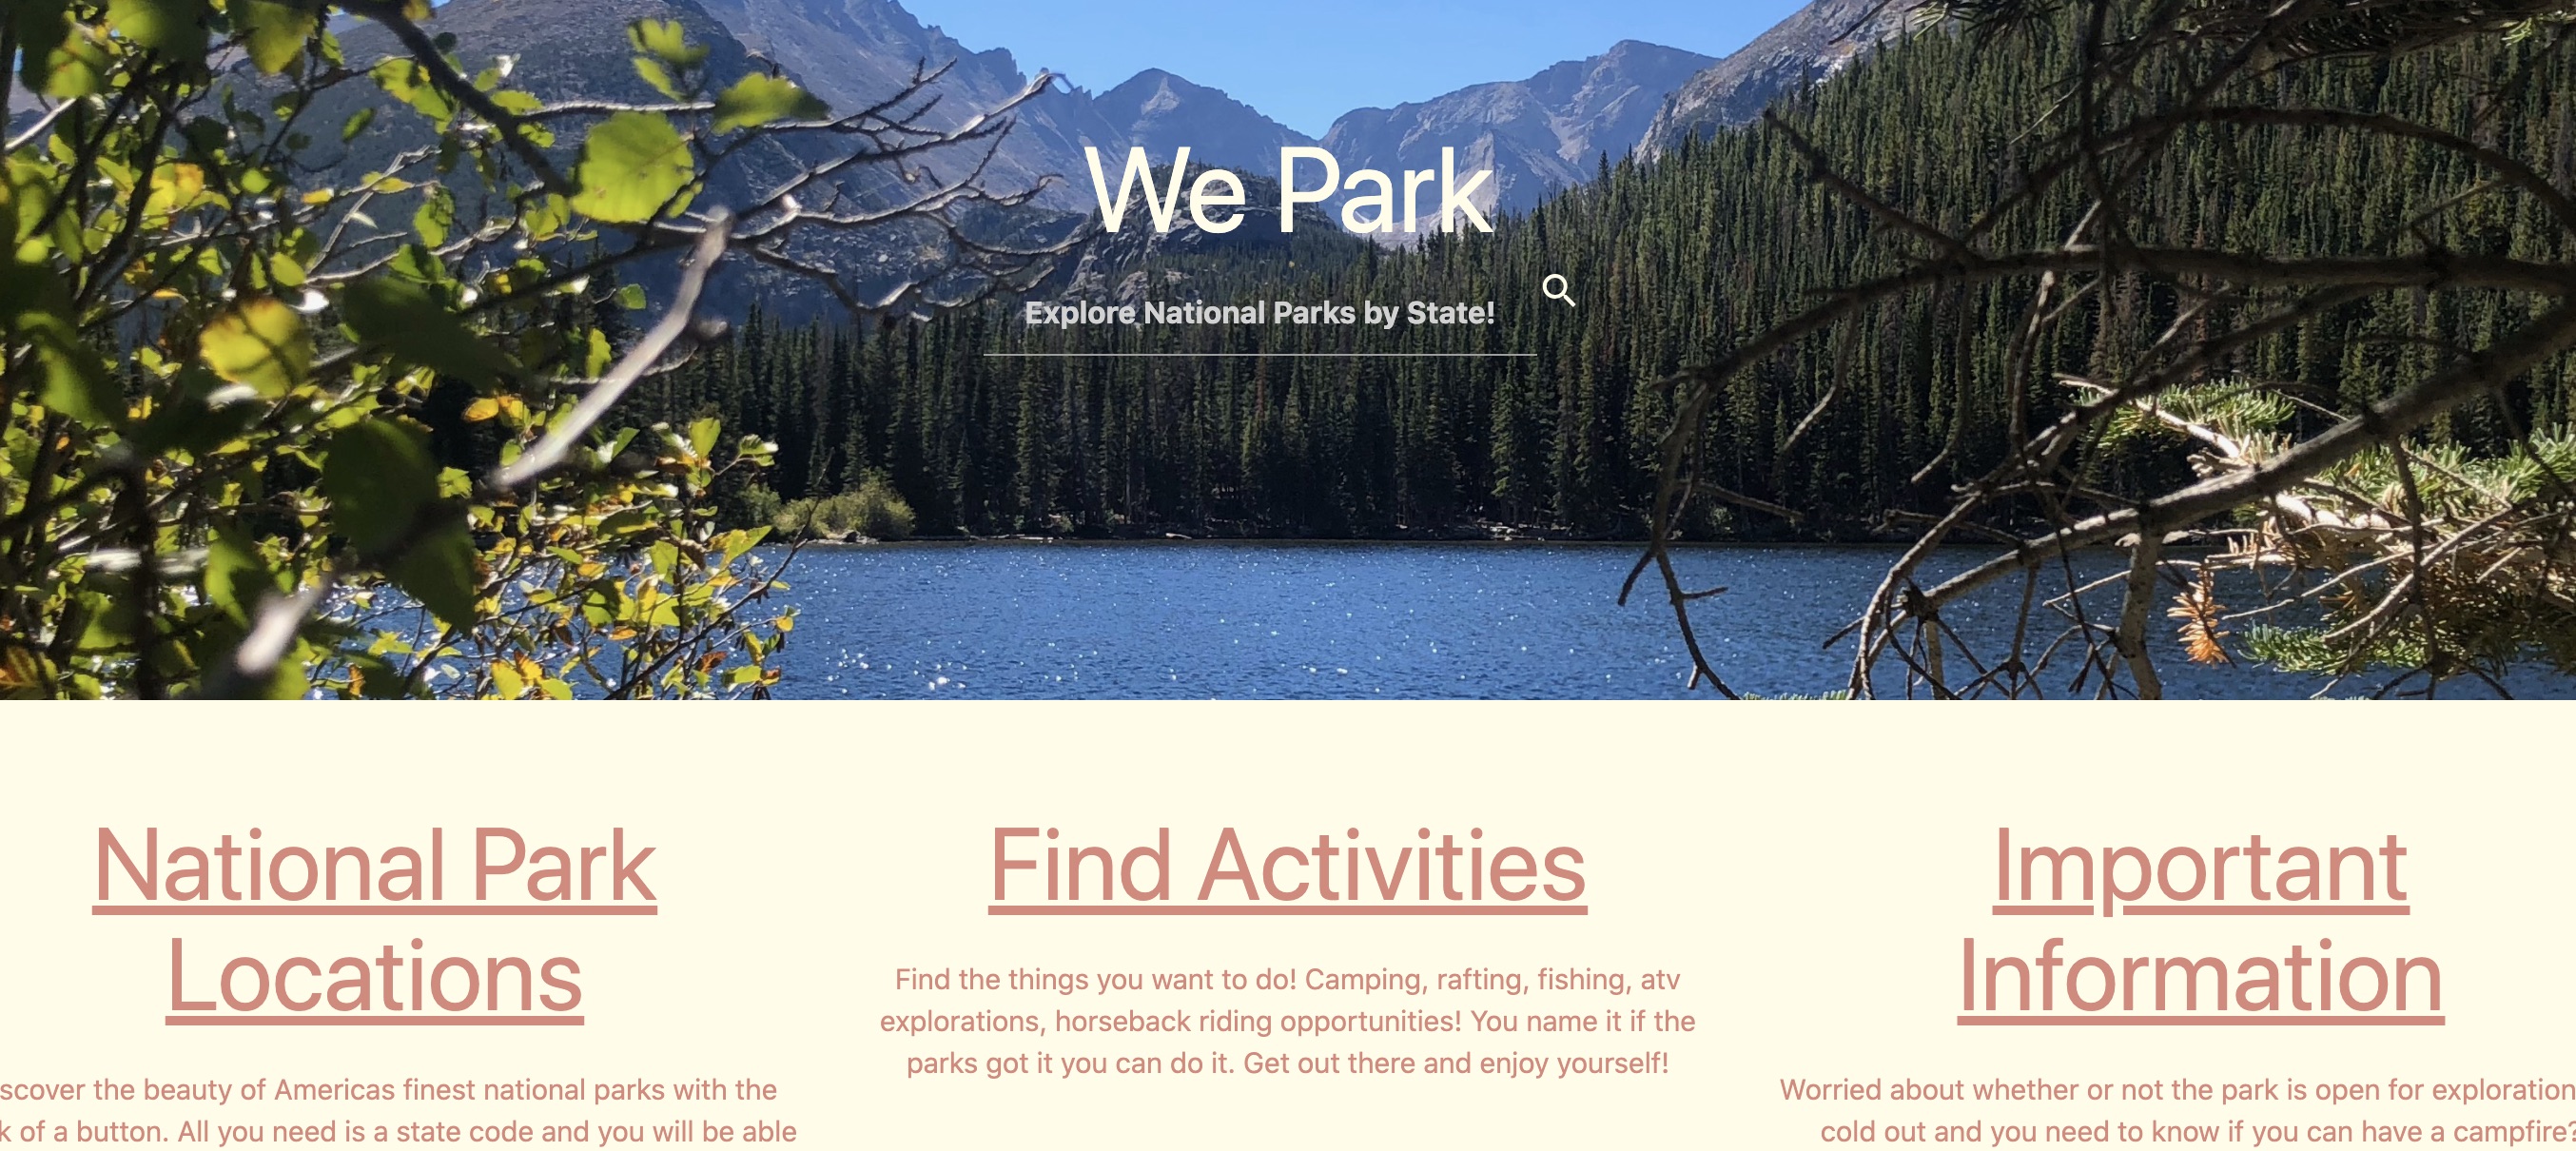 We Park
Explore National Parks by State!
National Park
Locations
scover the beauty of Americas finest national parks with the
k of a button. All you need is a state code and you will be able
Find Activities
Find the things you want to do! Camping, rafting, fishing, atv
explorations, horseback riding opportunities! You name it if the
parks got it you can do it. Get out there and enjoy yourself!
Important
Information
Worried about whether or not the park is open for exploration
cold out and you need to know if you can have a campfire?